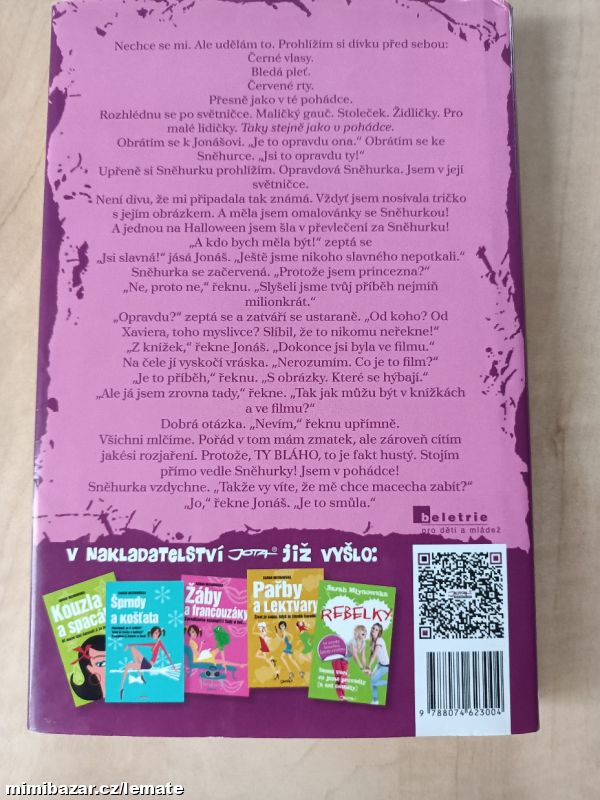 Nechce se mi. Ale udělám to. Prohlížím si dívku před sebou:
Černé vlasy.
Bledá pleť.
Červené rty.
Přesně jako v té pohádce.
Rozhlédnu se po světničce. Maličký gauč. Stoleček. Židličky. Pro
malé lidičky. Taky stejně jako v pohádce.
Obrátím se k Jonášovi. „Je to opravdu ona.“ Obrátím se ke
Sněhurce. „Jsi to opravdu ty!“
Upřeně si Sněhurku prohlížím. Opravdová Sněhurka. Jsem v její
světničce.
Není divu, že mi připadala tak známá. Vždyť jsem nosívala tričko
s jejím obrázkem. A měla jsem omalovánky se Sněhurkou!
A jednou na Halloween jsem šla v převlečení za Sněhurku!
„A kdo bych měla být!“ zeptá se
„Jsi slavná!“ jásá Jonáš. „Ještě jsme nikoho slavného nepotkali.“
Sněhurka se začervená. „Protože jsem princezna?“
„Ne, proto ne,“ řeknu. „Slyšeli jsme tvůj příběh nejmíň
milionkrát.“
„Opravdu?“ zeptá se a zatváří se ustaraně. „Od koho? Od
Xaviera, toho myslivce? Slíbil, že to nikomu neřekne!“
„Z knížek,“ řekne Jonáš. „Dokonce jsi byla ve filmu.“
Na čele jí vyskočí vráska. „Nerozumím. Co je to film?“
„Je to příběh,“ řeknu. „S obrázky. Které se hýbají.“
„Ale já jsem zrovna tady,“ řekne. „Tak jak můžu být v knížkách
a ve filmu?“
Dobrá otázka. „Nevím,“ řeknu upřímně.
Všichni mlčíme. Pořád v tom mám zmatek, ale zároveň cítím
jakési rozjaření. Protože, TY BLÁHO, to je fakt hustý. Stojím
přímo vedle Sněhurky! Jsem v pohádce!
Sněhurka vzdychne. „Takže vy víte, že mě chce macecha zabít?“
„Jo,“ řekne Jonáš. „Je to smůla.“
beletrie
pro děti a mládež
V NAKLADATELSTVÍ JOTA® již VYŠLO:
Kouzla
a spacá
Šprndy
a košťata
Žáby
a francouzáky
Pařby
a lektvary
Sarah Mlynowska
REBELKY
9 788074 623004
mimibazar.cz/lemate